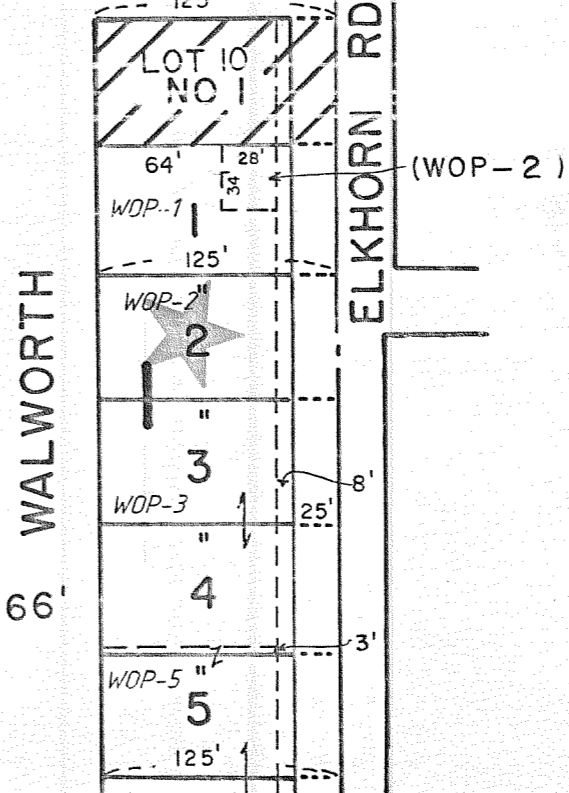 125'
LOT 10
NO 1
ELKHORN RD
64'
28'
34
(WOP-2)
WOP-1
1
125'
WOP-2"
2
WALWORTH
"
3
8'
WOP-3
25'
"
4
66'
3'
WOP-5 "
5
125'